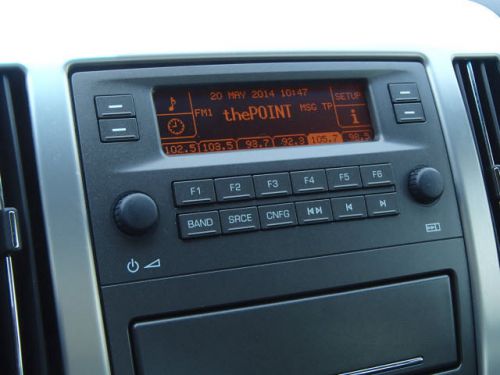 20 MAY 2014 10:47
SETUP
FM1 thePOINT MSG TP
i
102.5 103.5 93.7 92.3 105.7 98.5
F1 F2 F3 F4 F5 F6
BAND SRCE CNFG